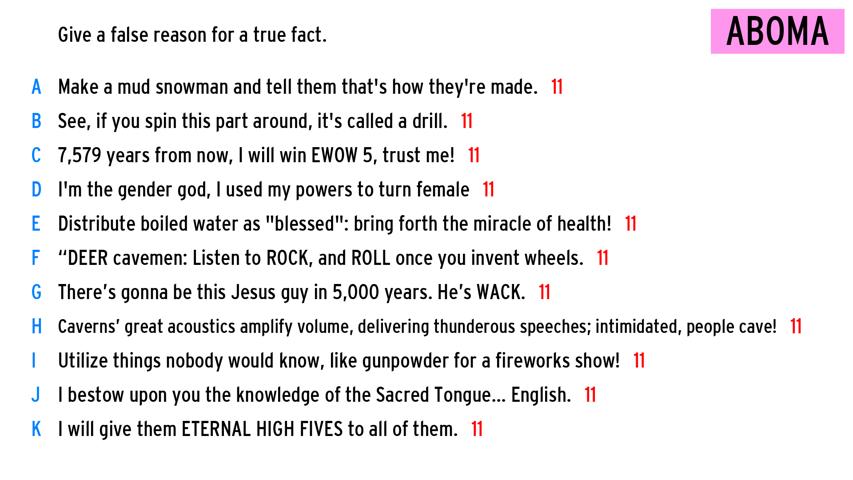 Give a false reason for a true fact.
ABOMA
A Make a mud snowman and tell them that's how they're made. 11
B See, if you spin this part around, it's called a drill. 11
C 7,579 years from now, I will win EWOW 5, trust me! 11
D I'm the gender god, I used my powers to turn female 11
E Distribute boiled water as "blessed": bring forth the miracle of health! 11
F “DEER cavemen: Listen to ROCK, and ROLL once you invent wheels. 11
G There’s gonna be this Jesus guy in 5,000 years. He’s WACK. 11
H Caverns’ great acoustics amplify volume, delivering thunderous speeches; intimidated, people cave! 11
I Utilize things nobody would know, like gunpowder for a fireworks show! 11
J I bestow upon you the knowledge of the Sacred Tongue... English. 11
K I will give them ETERNAL HIGH FIVES to all of them. 11